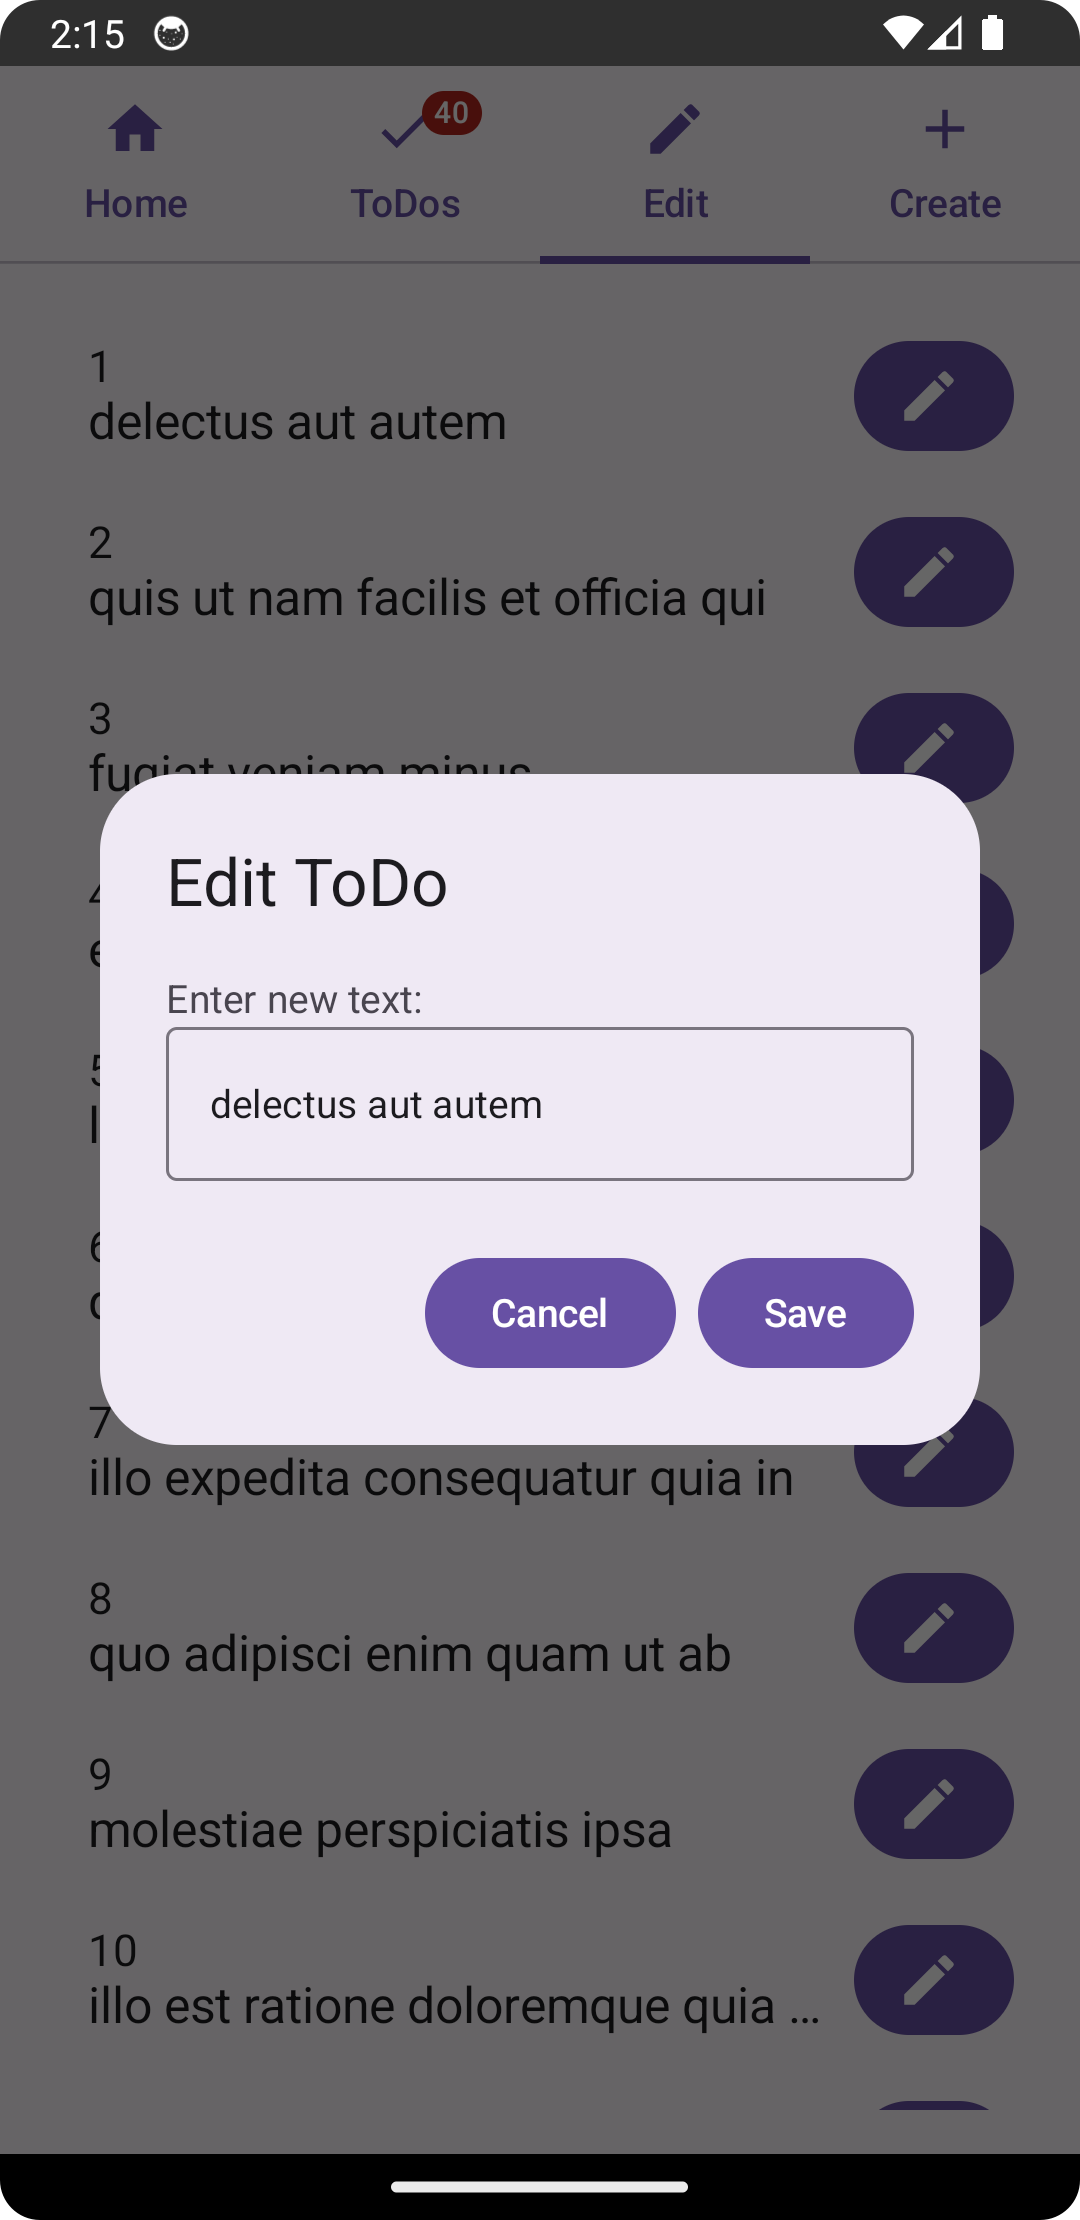 2:15
40
Home ToDos Edit Create
1
delectus aut autem
2
quis ut nam facilis et officia qui
3
fugiat veniam minus
Edit ToDo
Enter new text:
delectus aut autem
Cancel Save
7
illo expedita consequatur quia in
8
quo adipisci enim quam ut ab
9
molestiae perspiciatis ipsa
10
illo est ratione doloremque quia ...